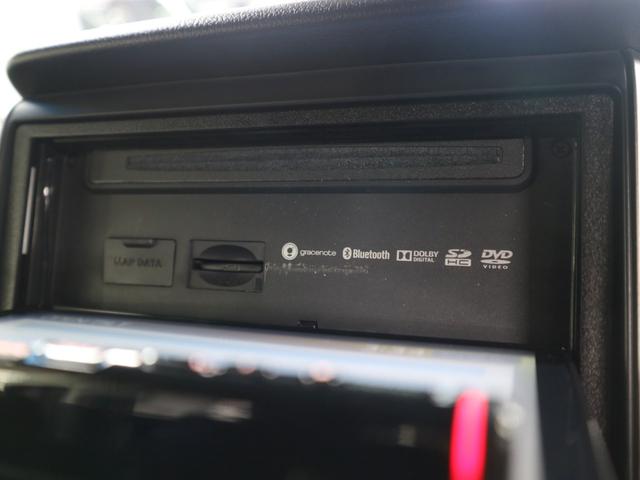 MAP DATA
gracenote
Bluetooth
DOLBY
DIGITAL
SD
HC
DVD
VIDEO